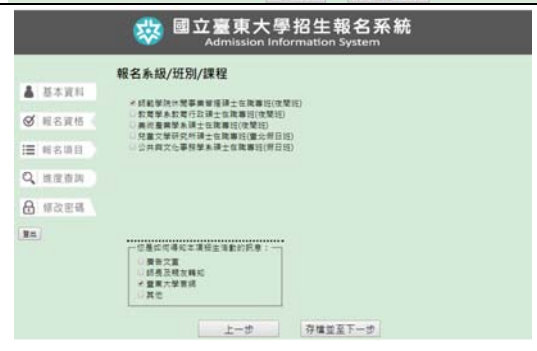 國立臺東大學招生報名系統
Admission Information System
報名系級/班別/課程
基本資料
報名資格
報名項目
進度查詢
修改密碼
登出
師範學院休閒事業管理碩士在職專班(夜間班)
教育學系教育行政碩士在職專班(夜間班)
美術產業學系碩士在職專班(夜間班)
兒童文學研究所碩士在職專班(臺北假日班)
公共與文化事務學系碩士在職專班(假日班)
您是如何得知本項招生活動的訊息：
廣告文宣
師長及親友轉知
臺東大學首頁
其他
上一步
存檔並至下一步